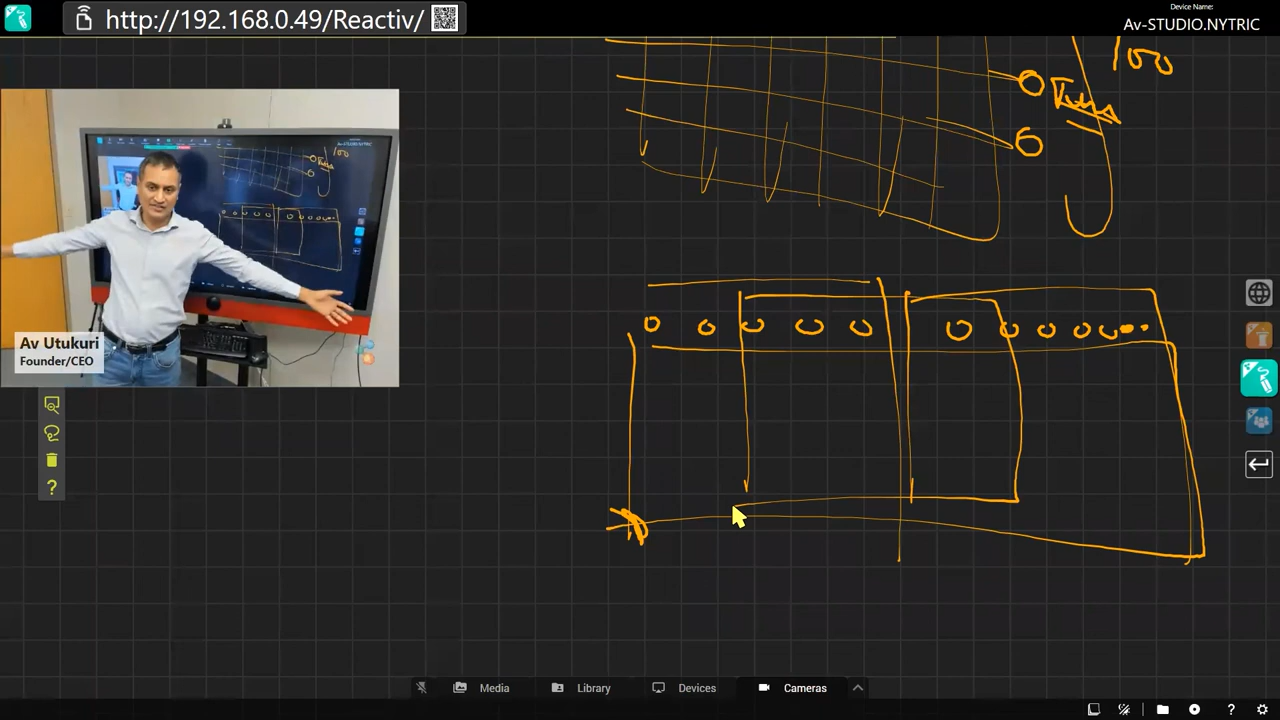 http://192.168.0.49/Reactiv/
Device Name:
Av-STUDIO.NYTRIC
100
Av Utukuri
Founder/CEO
?
Media
Library
Devices
Cameras
?